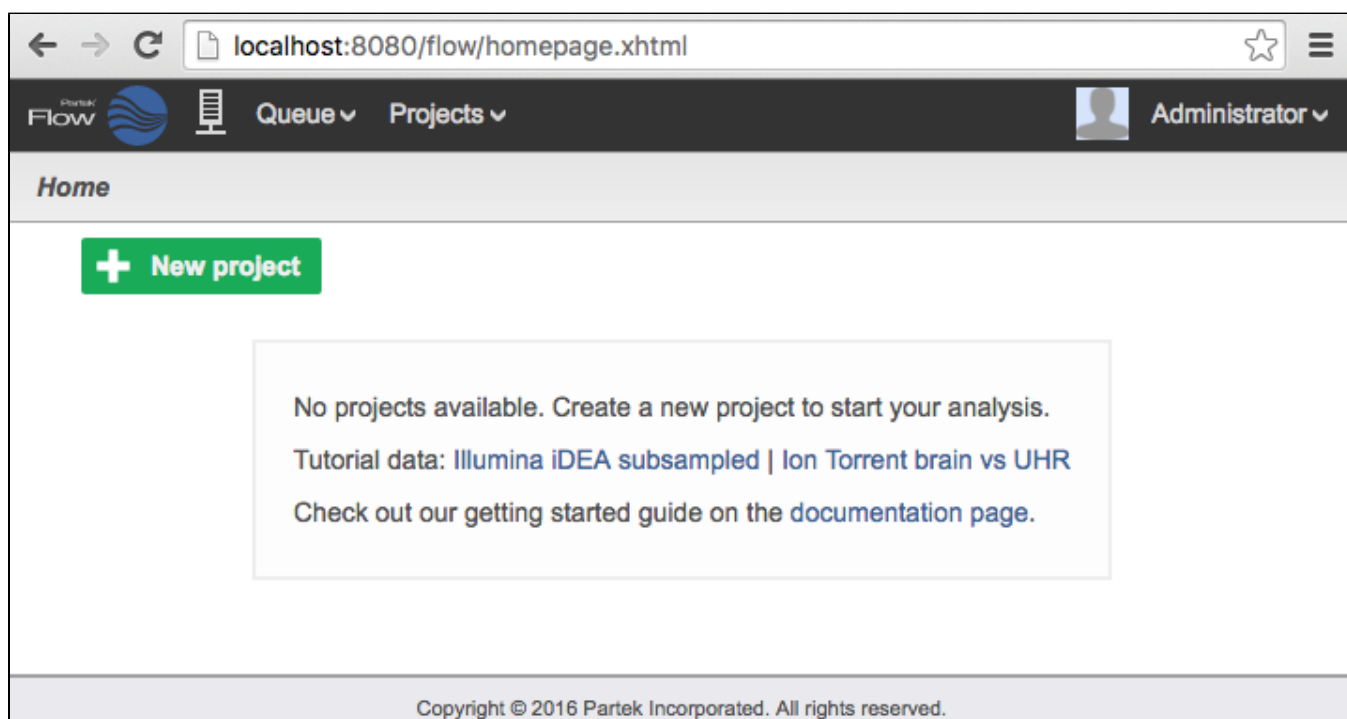 localhost:8080/flow/homepage.xhtml
Partek
Flow
Queue
Projects
Administrator
Home
New project
No projects available. Create a new project to start your analysis.
Tutorial data: Illumina iDEA subsampled | Ion Torrent brain vs UHR
Check out our getting started guide on the documentation page.
Copyright © 2016 Partek Incorporated. All rights reserved.